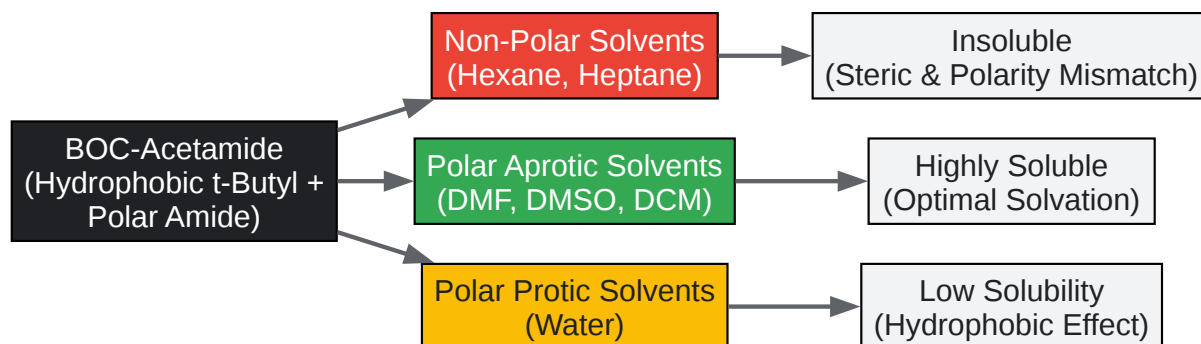 Non-Polar Solvents
(Hexane, Heptane)
Insoluble
(Steric & Polarity Mismatch)
BOC-Acetamide
(Hydrophobic t-Butyl +
Polar Amide)
Polar Aprotic Solvents
(DMF, DMSO, DCM)
Highly Soluble
(Optimal Solvation)
Polar Protic Solvents
(Water)
Low Solubility
(Hydrophobic Effect)